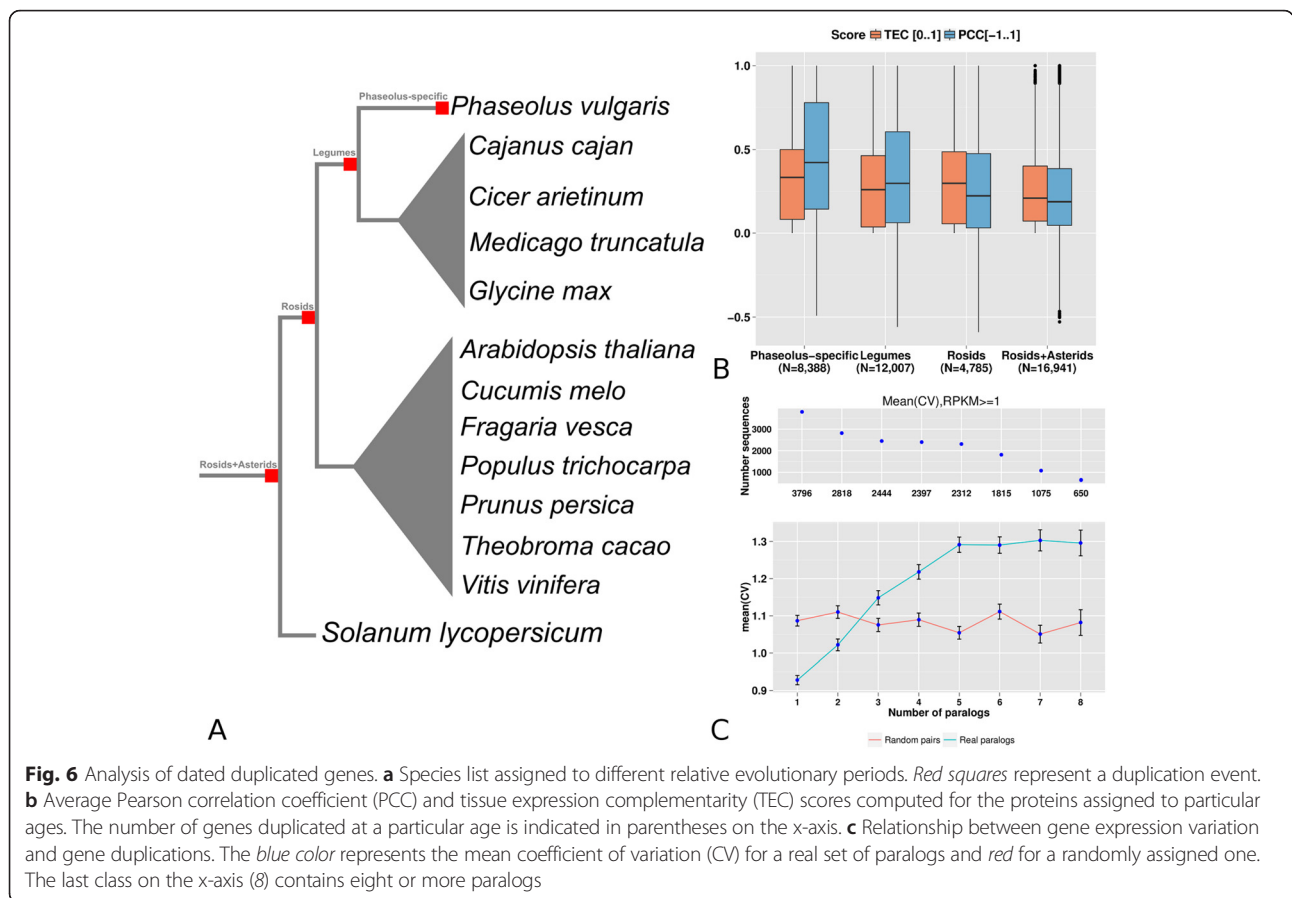 Phaseolus-specific
Phaseolus vulgaris
Cajanus cajan
Legumes
Cicer arietinum
Medicago truncatula
Glycine max
Rosids
Arabidopsis thaliana
Cucumis melo
Fragaria vesca
Populus trichocarpa
Prunus persica
Theobroma cacao
Vitis vinifera
Rosids+Asterids
Solanum lycopersicum
A
Score TEC [0..1] PCC[-1..1]
1.0
0.5
0.0
−0.5
Phaseolus-specific Legumes Rosids Rosids+Asterids
(N=8,388) (N=12,007) (N=4,785) (N=16,941)
B
Mean(CV),RPKM>=1
Number sequences
3000
2000
1000
3796 2818 2444 2397 2312 1815 1075 650
mean(CV)
1.3
1.2
1.1
1.0
0.9
1 2 3 4 5 6 7 8
Number of paralogs
C
Random pairs Real paralogs
Fig. 6 Analysis of dated duplicated genes. a Species list assigned to different relative evolutionary periods. Red squares represent a duplication event.
b Average Pearson correlation coefficient (PCC) and tissue expression complementarity (TEC) scores computed for the proteins assigned to particular
ages. The number of genes duplicated at a particular age is indicated in parentheses on the x-axis. c Relationship between gene expression variation
and gene duplications. The blue color represents the mean coefficient of variation (CV) for a real set of paralogs and red for a randomly assigned one.
The last class on the x-axis (8) contains eight or more paralogs